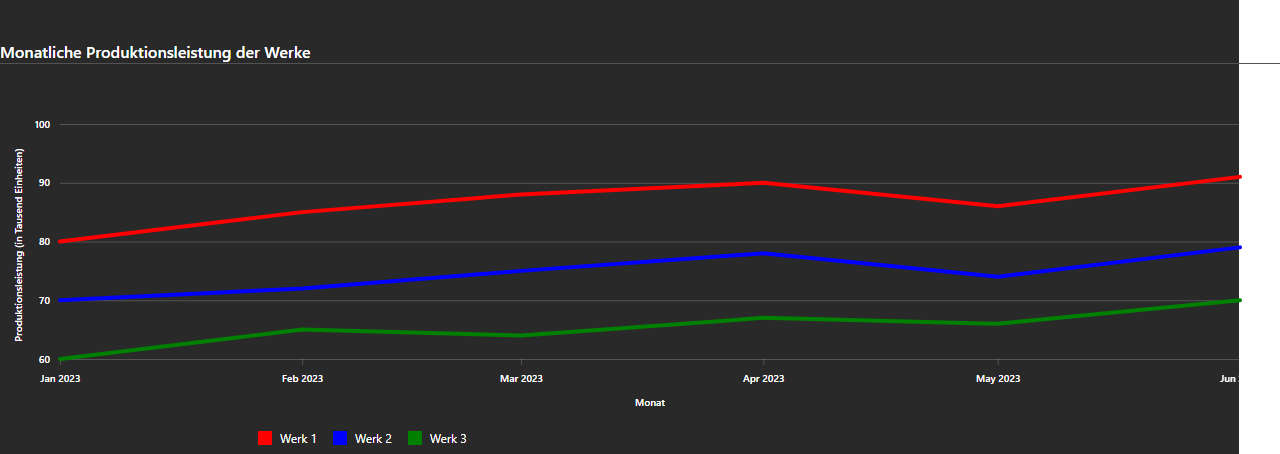 Monatliche Produktionsleistung der Werke
Produktionsleistung (in Tausend Einheiten)
100
90
80
70
60
Jan 2023 Feb 2023 Mar 2023 Apr 2023 May 2023 Jun
Monat
Werk 1 Werk 2 Werk 3